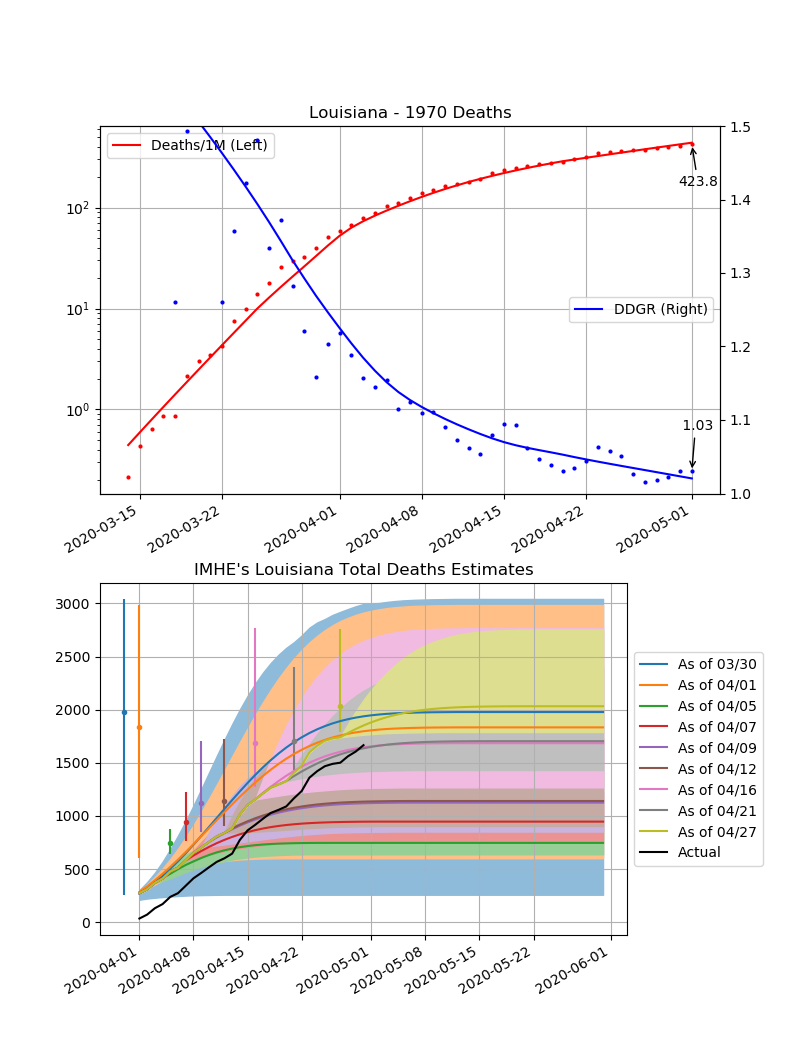 Louisiana - 1970 Deaths
Deaths/1M (Left)
DDGR (Right)
423.8
1.03
10²
10¹
10⁰
1.5
1.4
1.3
1.2
1.1
1.0
2020-03-15
2020-03-22
2020-04-01
2020-04-08
2020-04-15
2020-04-22
2020-05-01
IMHE's Louisiana Total Deaths Estimates
3000
2500
2000
1500
1000
500
0
2020-04-01
2020-04-08
2020-04-15
2020-04-22
2020-05-01
2020-05-08
2020-05-15
2020-05-22
2020-06-01
As of 03/30
As of 04/01
As of 04/05
As of 04/07
As of 04/09
As of 04/12
As of 04/16
As of 04/21
As of 04/27
Actual